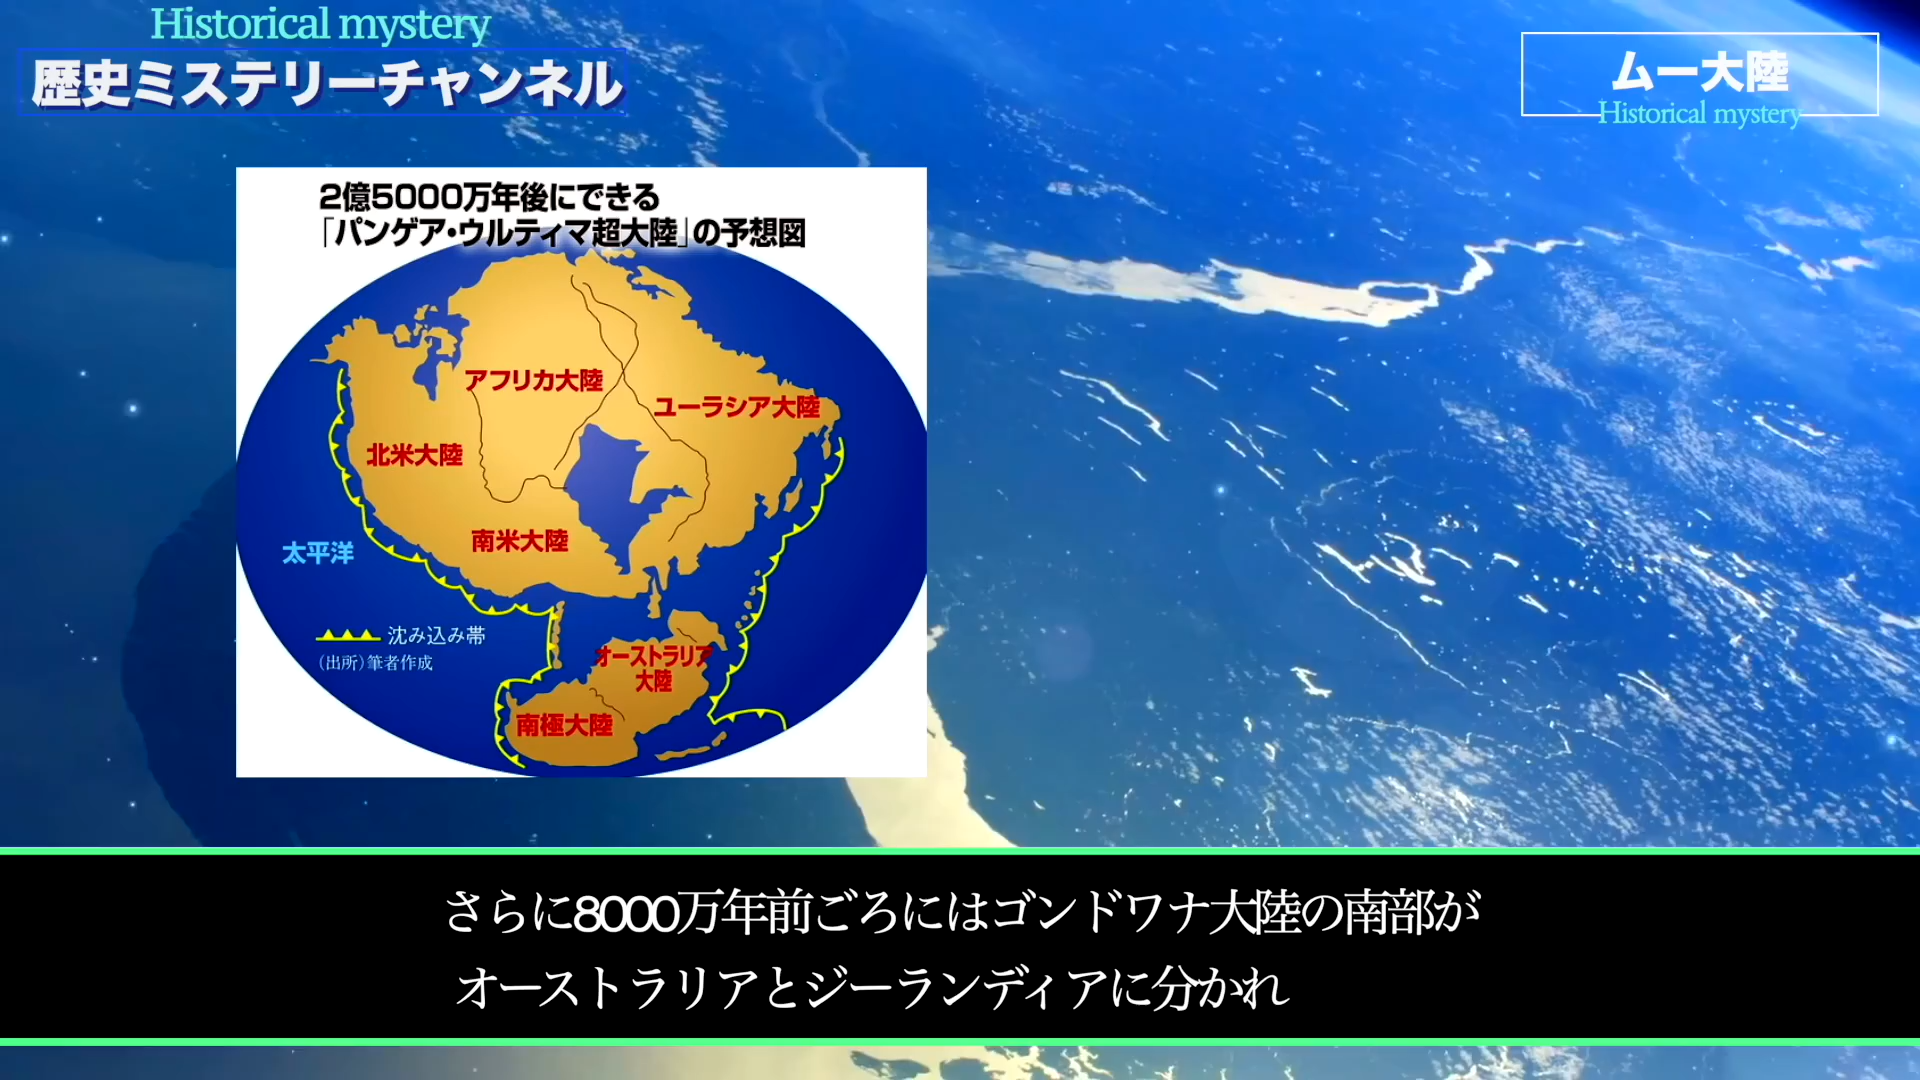 Historical mystery
歴史ミステリーチャンネル
ムー大陸
Historical mystery
2億5000万年後にできる
「パンゲア・ウルティマ超大陸」の予想図
アフリカ大陸
ユーラシア大陸
北米大陸
南米大陸
太平洋
沈み込み帯
(出所)筆者作成
オーストラリア
大陸
南極大陸
さらに8000万年前ごろにはゴンドワナ大陸の南部が
オーストラリアとジーランディアに分かれ